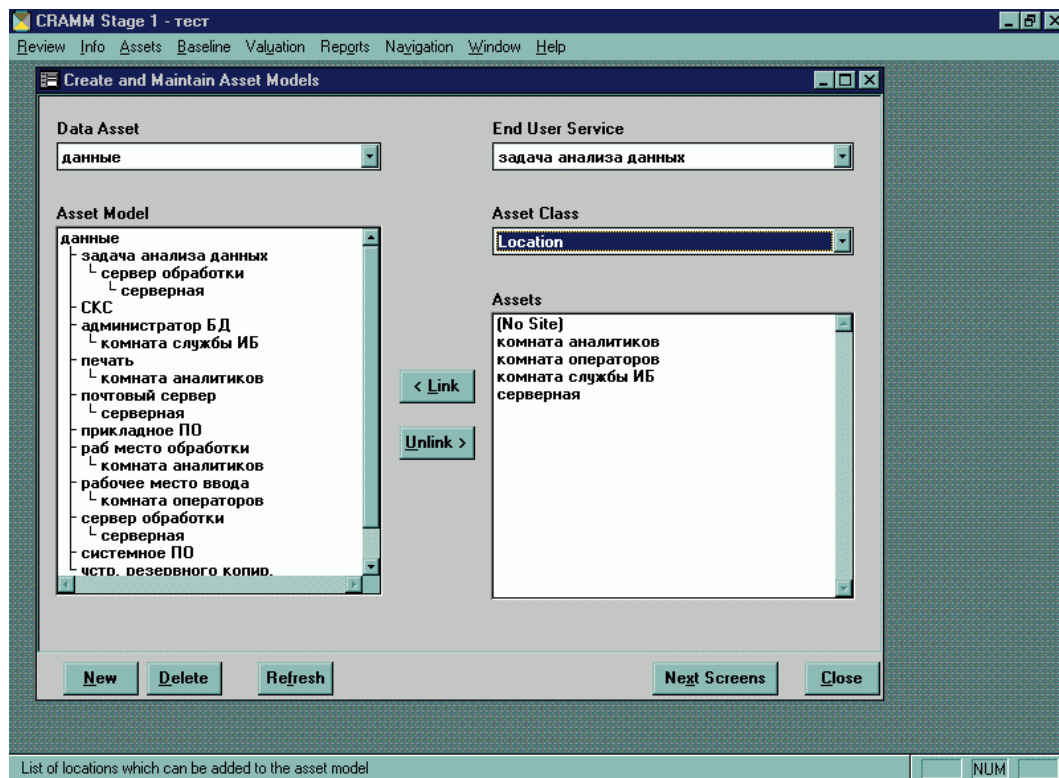 CRAMM Stage 1 - тест
Review Info Assets Baseline Valuation Reports Navigation Window Help
Create and Maintain Asset Models
Data Asset
данные
End User Service
задача анализа данных
Asset Model
данные
задача анализа данных
сервер обработки
серверная
СКС
администратор БД
комната службы ИБ
печать
комната аналитиков
почтовый сервер
серверная
прикладное ПО
раб место обработки
комната аналитиков
рабочее место ввода
комната операторов
сервер обработки
серверная
системное ПО
устр. резервного копир.
< Link
Unlink >
Asset Class
Location
Assets
(No Site)
комната аналитиков
комната операторов
комната службы ИБ
серверная
New Delete Refresh Next Screens Close
List of locations which can be added to the asset model NUM